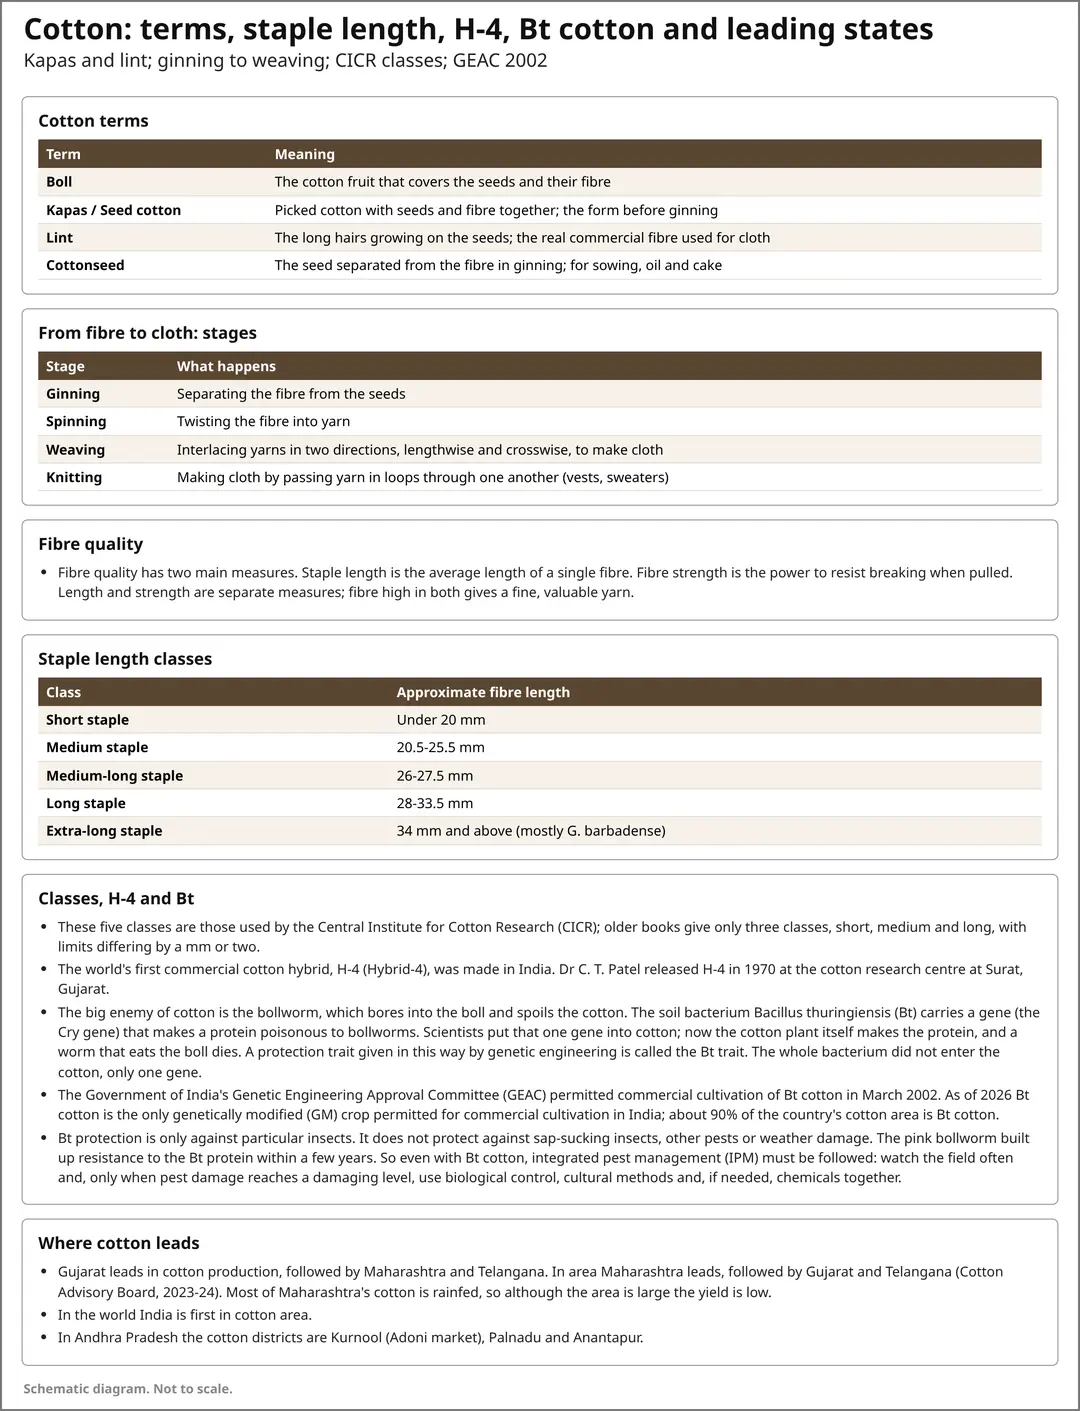 Cotton: terms, staple length, H-4, Bt cotton and leading states
Kapas and lint; ginning to weaving; CICR classes; GEAC 2002
Cotton terms
Term Meaning
Boll The cotton fruit that covers the seeds and their fibre
Kapas / Seed cotton Picked cotton with seeds and fibre together; the form before ginning
Lint The long hairs growing on the seeds; the real commercial fibre used for cloth
Cottonseed The seed separated from the fibre in ginning; for sowing, oil and cake
From fibre to cloth: stages
Stage What happens
Ginning Separating the fibre from the seeds
Spinning Twisting the fibre into yarn
Weaving Interlacing yarns in two directions, lengthwise and crosswise, to make cloth
Knitting Making cloth by passing yarn in loops through one another (vests, sweaters)
Fibre quality
• Fibre quality has two main measures. Staple length is the average length of a single fibre. Fibre strength is the power to resist breaking when pulled.
Length and strength are separate measures; fibre high in both gives a fine, valuable yarn.
Staple length classes
Class Approximate fibre length
Short staple Under 20 mm
Medium staple 20.5-25.5 mm
Medium-long staple 26-27.5 mm
Long staple 28-33.5 mm
Extra-long staple 34 mm and above (mostly G. barbadense)
Classes, H-4 and Bt
• These five classes are those used by the Central Institute for Cotton Research (CICR); older books give only three classes, short, medium and long, with
limits differing by a mm or two.
• The world's first commercial cotton hybrid, H-4 (Hybrid-4), was made in India. Dr C. T. Patel released H-4 in 1970 at the cotton research centre at Surat,
Gujarat.
• The big enemy of cotton is the bollworm, which bores into the boll and spoils the cotton. The soil bacterium Bacillus thuringiensis (Bt) carries a gene (the
Cry gene) that makes a protein poisonous to bollworms. Scientists put that one gene into cotton; now the cotton plant itself makes the protein, and a
worm that eats the boll dies. A protection trait given in this way by genetic engineering is called the Bt trait. The whole bacterium did not enter the
cotton, only one gene.
• The Government of India's Genetic Engineering Approval Committee (GEAC) permitted commercial cultivation of Bt cotton in March 2002. As of 2026 Bt
cotton is the only genetically modified (GM) crop permitted for commercial cultivation in India; about 90% of the country's cotton area is Bt cotton.
• Bt protection is only against particular insects. It does not protect against sap-sucking insects, other pests or weather damage. The pink bollworm built
up resistance to the Bt protein within a few years. So even with Bt cotton, integrated pest management (IPM) must be followed: watch the field often
and, only when pest damage reaches a damaging level, use biological control, cultural methods and, if needed, chemicals together.
Where cotton leads
• Gujarat leads in cotton production, followed by Maharashtra and Telangana. In area Maharashtra leads, followed by Gujarat and Telangana (Cotton
Advisory Board, 2023-24). Most of Maharashtra's cotton is rainfed, so although the area is large the yield is low.
• In the world India is first in cotton area.
• In Andhra Pradesh the cotton districts are Kurnool (Adoni market), Palnadu and Anantapur.
Schematic diagram. Not to scale.